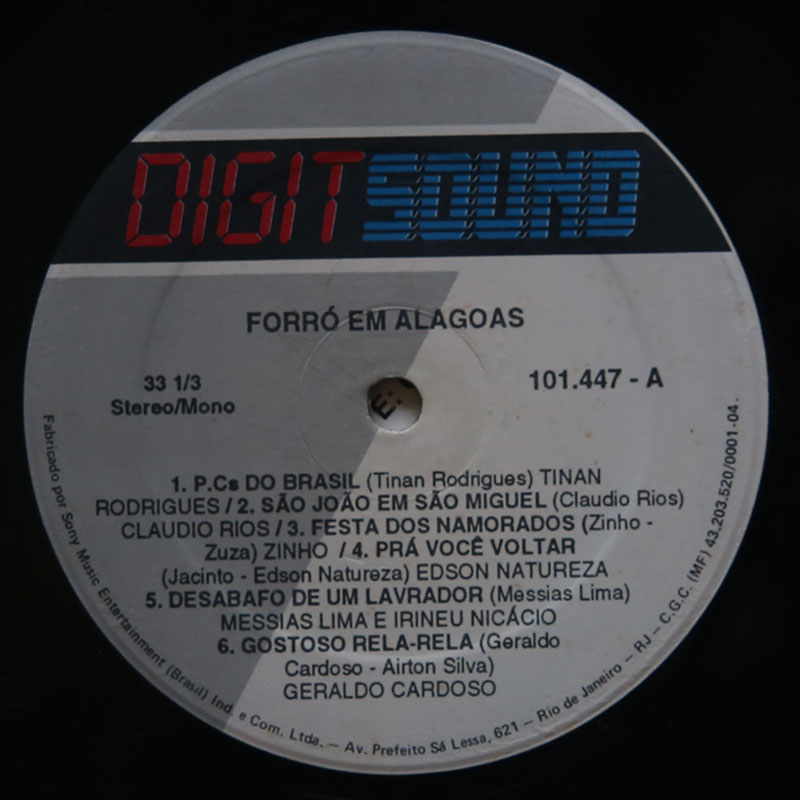 DIGITSOUND
FORRÓ EM ALAGOAS
33 1/3
Stereo/Mono
101.447 - A
E:
1. P.Cs DO BRASIL (Tinan Rodrigues) TINAN
RODRIGUES / 2. SÃO JOÃO EM SÃO MIGUEL (Claudio Rios)
CLAUDIO RIOS / 3. FESTA DOS NAMORADOS (Zinho -
Zuza) ZINHO / 4. PRÁ VOCÊ VOLTAR
(Jacinto - Edson Natureza) EDSON NATUREZA
5. DESABAFO DE UM LAVRADOR (Messias Lima)
MESSIAS LIMA E IRINEU NICÁCIO
6. GOSTOSO RELA-RELA (Geraldo
Cardoso - Airton Silva)
GERALDO CARDOSO
Fabricado por Sony Music Entertainment (Brasil) Ind. e Com. Ltda. - Av. Prefeito Sá Lessa, 621 - Rio de Janeiro - RJ - C.G.C. (MF) 43.203.520/0001-04.